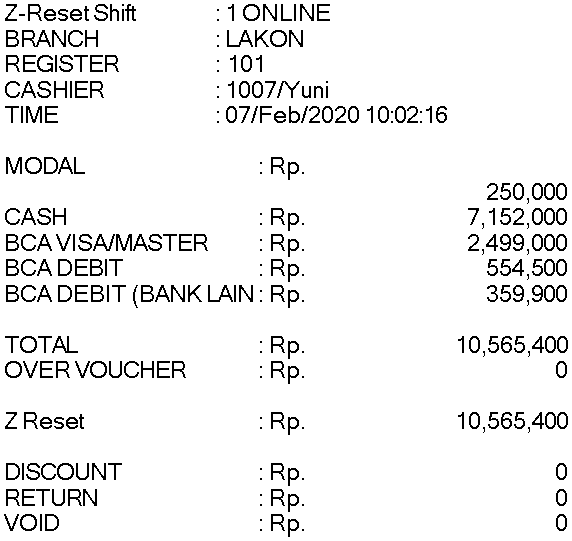 Z-Reset Shift : 1 ONLINE
BRANCH : LAKON
REGISTER : 101
CASHIER : 1007/Yuni
TIME : 07/Feb/2020 10:02:16
MODAL : Rp.
250,000
CASH : Rp. 7,152,000
BCA VISA/MASTER : Rp. 2,499,000
BCA DEBIT : Rp. 554,500
BCA DEBIT (BANK LAIN : Rp. 359,900
TOTAL : Rp. 10,565,400
OVER VOUCHER : Rp. 0
Z Reset : Rp. 10,565,400
DISCOUNT : Rp. 0
RETURN : Rp. 0
VOID : Rp. 0